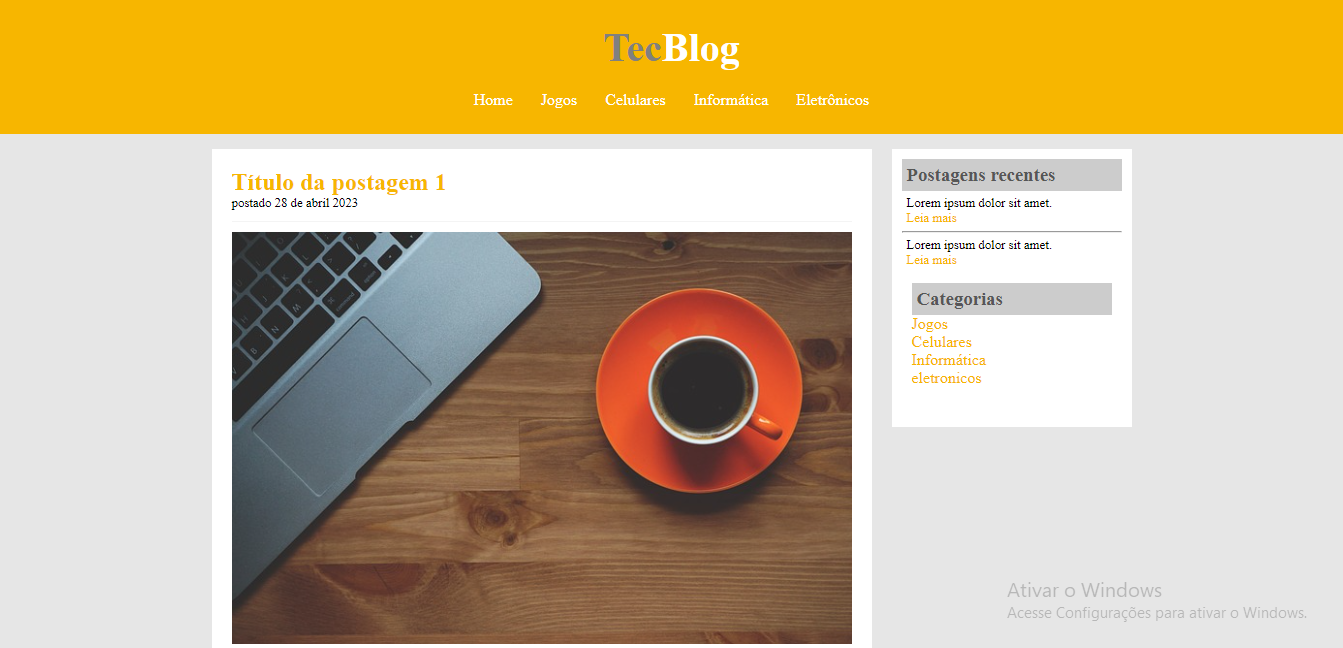 TecBlog
Home Jogos Celulares Informática Eletrônicos
Título da postagem 1
postado 28 de abril 2023
Postagens recentes
Lorem ipsum dolor sit amet.
Leia mais
Lorem ipsum dolor sit amet.
Leia mais
Categorias
Jogos
Celulares
Informática
eletronicos
Ativar o Windows
Acesse Configurações para ativar o Windows.